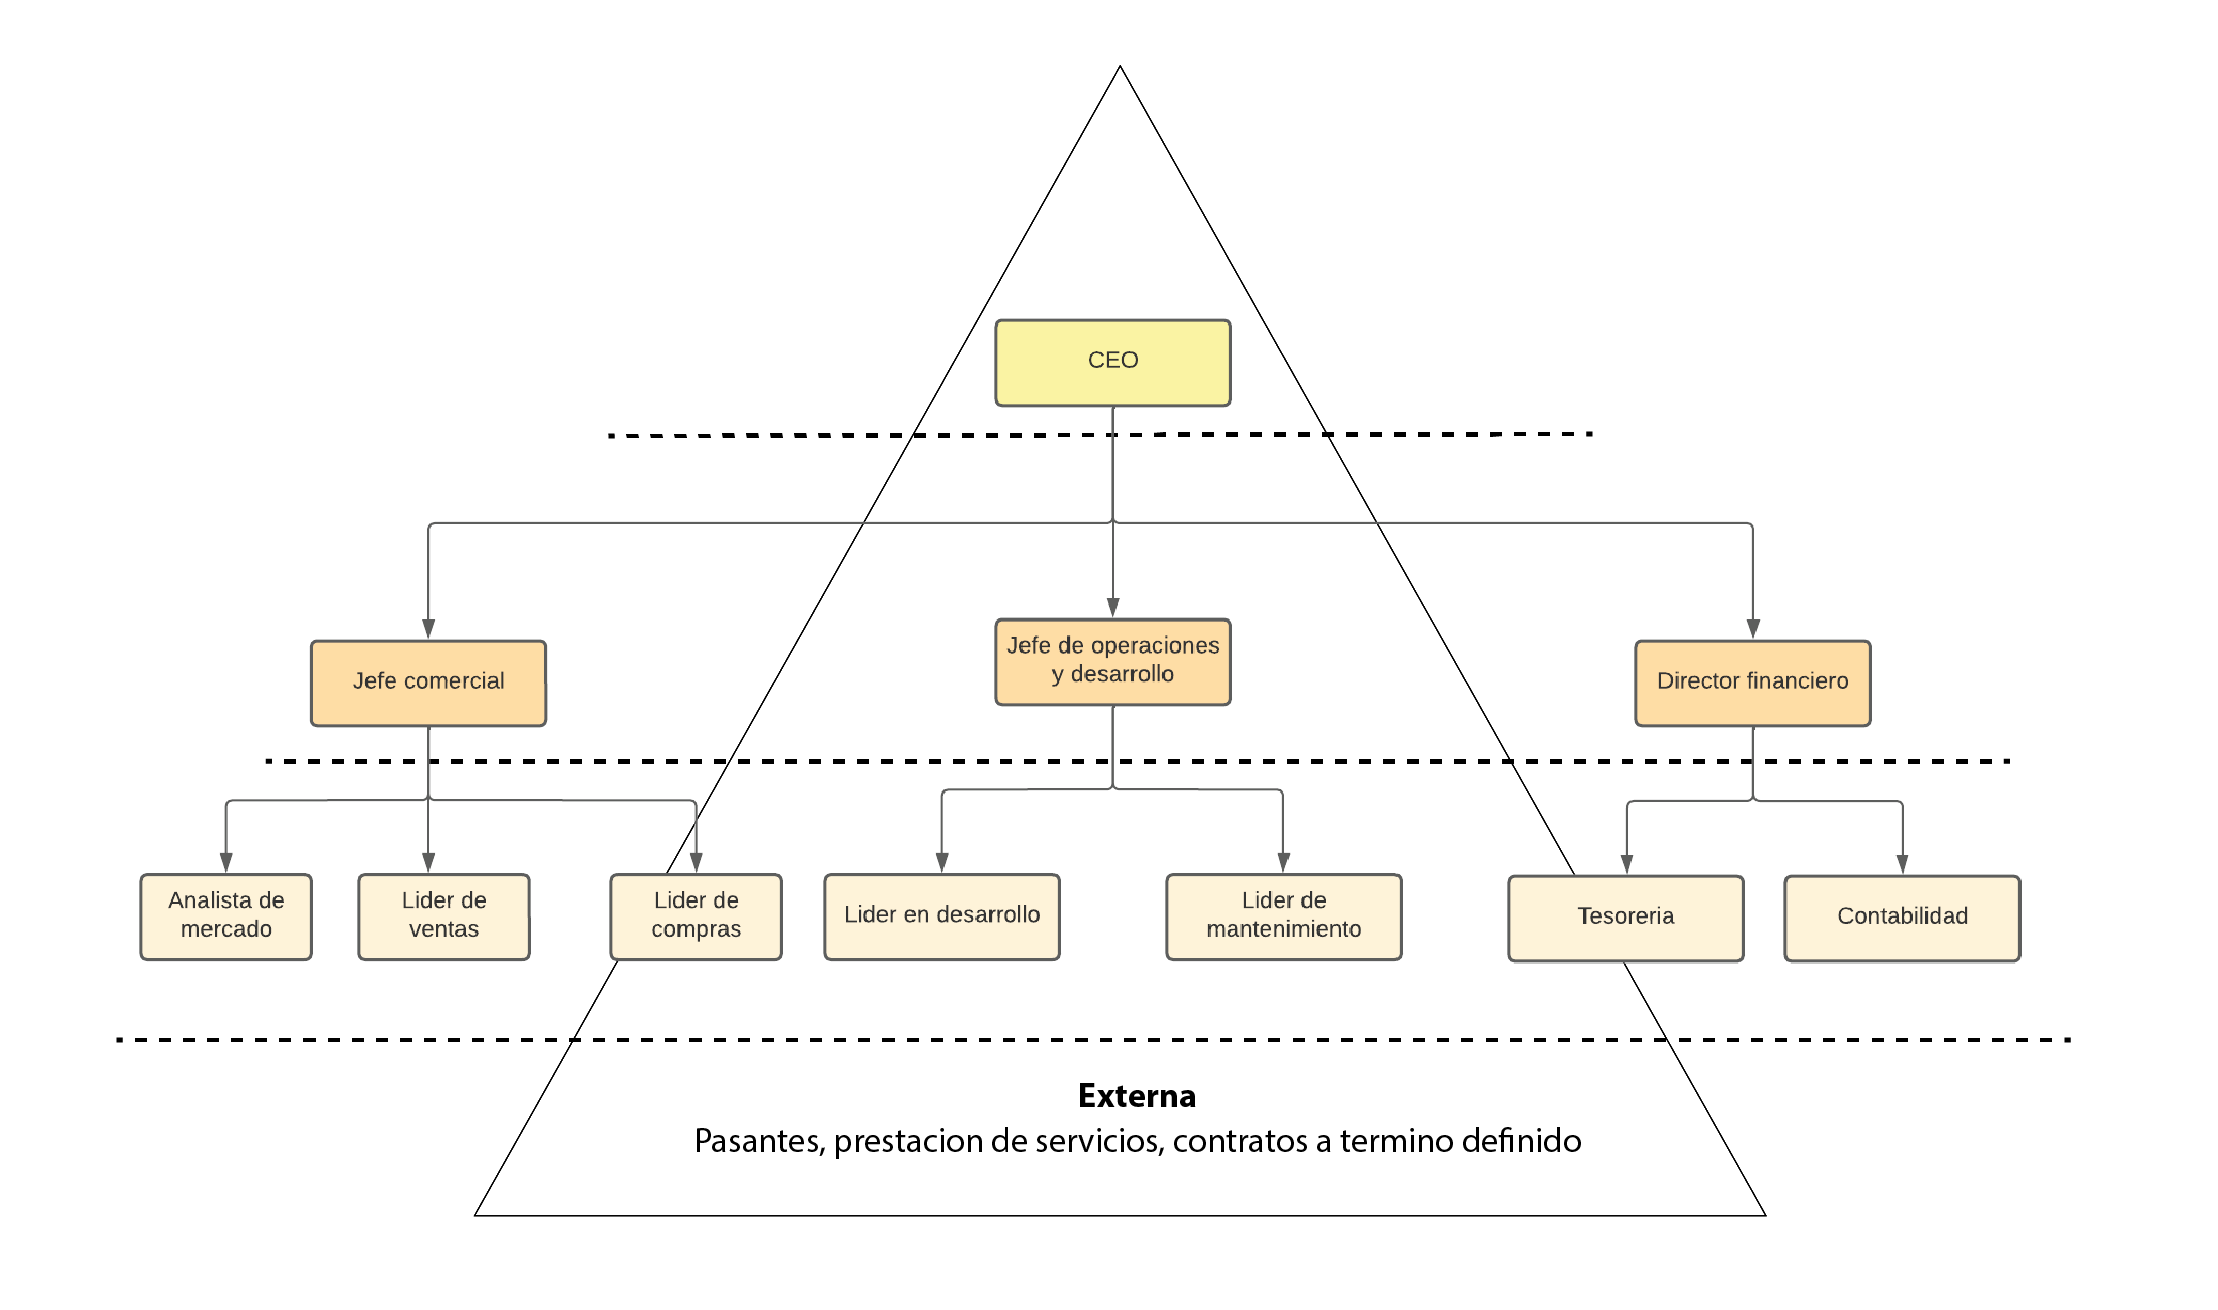 CEO
Jefe comercial
Jefe de operaciones
y desarrollo
Director financiero
Analista de
mercado
Lider de
ventas
Lider de
compras
Lider en desarrollo
Lider de
mantenimiento
Tesoreria
Contabilidad
Externa
Pasantes, prestacion de servicios, contratos a termino definido